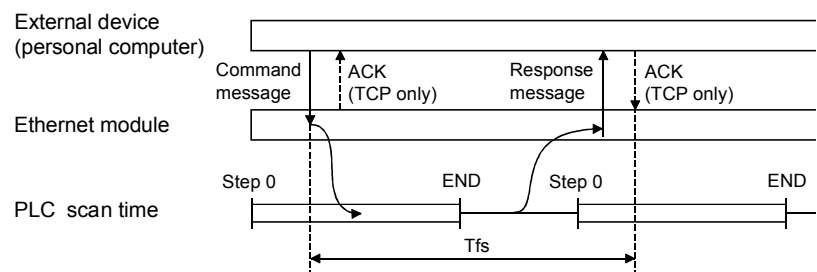 External device
(personal computer)
Command
message
ACK
(TCP only)
Response
message
ACK
(TCP only)
Ethernet module
Step 0
END
Step 0
END
PLC scan time
Tfs